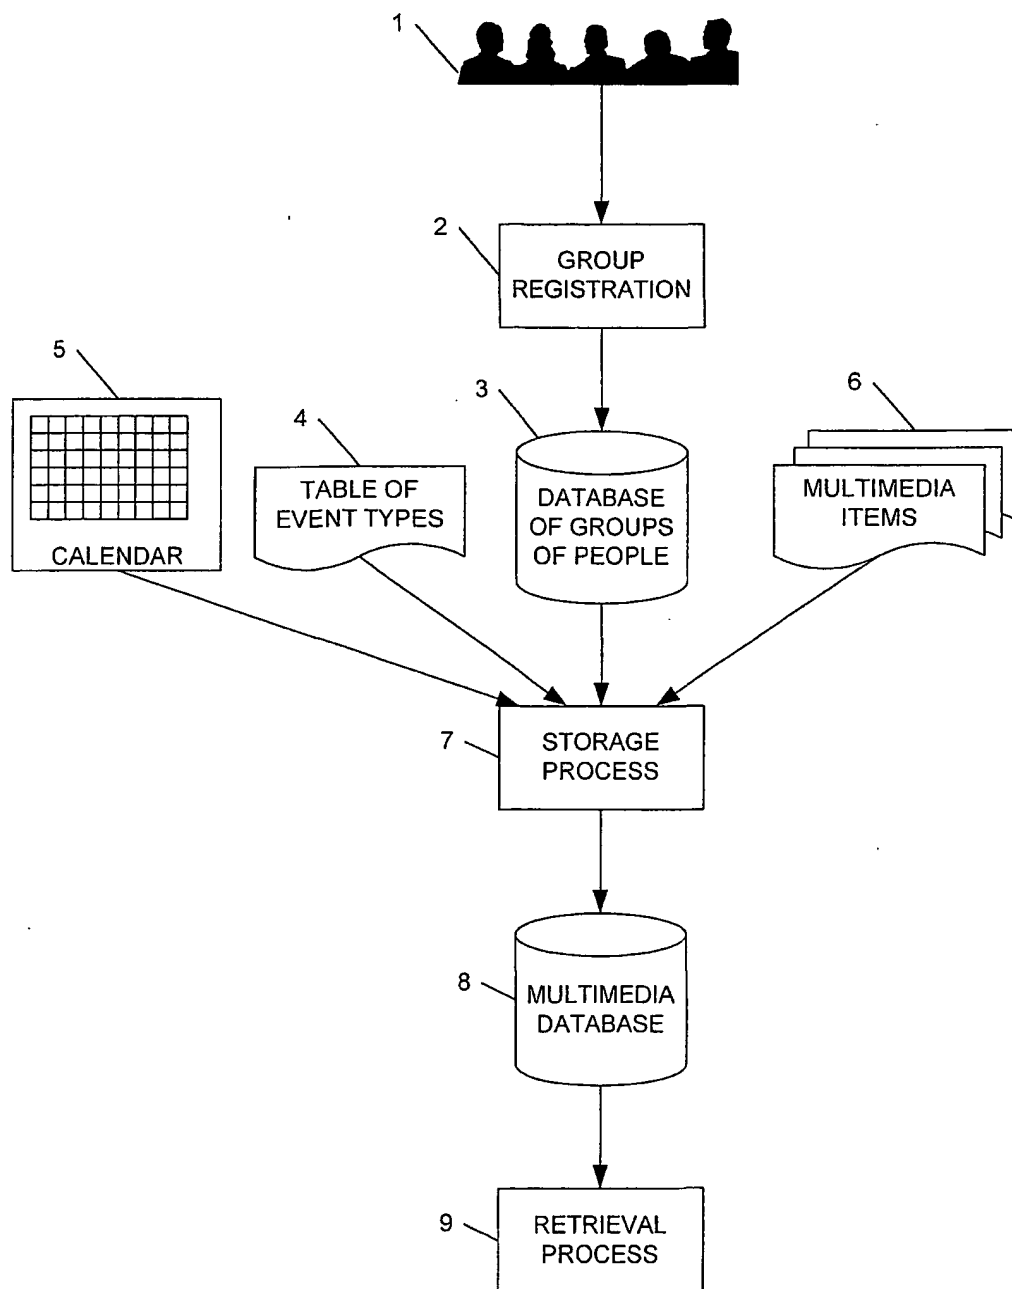 1
2
GROUP
REGISTRATION
5
4
3
6
CALENDAR
TABLE OF
EVENT TYPES
DATABASE
OF GROUPS
OF PEOPLE
MULTIMEDIA
ITEMS
7
STORAGE
PROCESS
8
MULTIMEDIA
DATABASE
9
RETRIEVAL
PROCESS